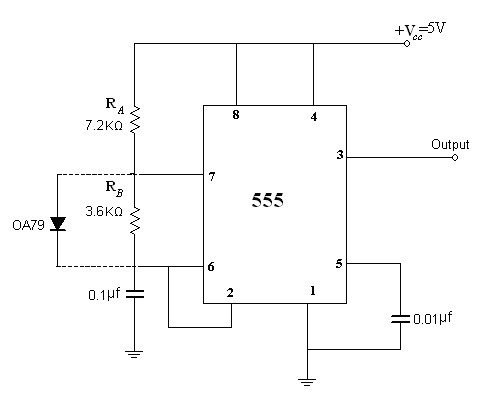 +Vcc=5V
RA
7.2KΩ
8
4
Output
3
7
RB
3.6KΩ
555
OA79
6
5
0.1μf
2
1
0.01μf